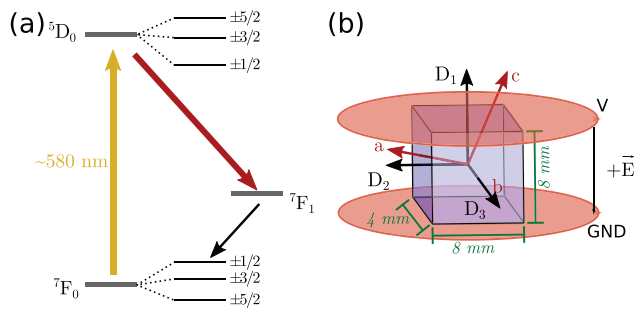 (a)
⁵D₀
±5/2
±3/2
±1/2
~580 nm
⁷F₁
⁷F₀
±1/2
±3/2
±5/2
(b)
D₁
c
V
a
D₂
b
D₃
8 mm
+E⃗
4 mm
8 mm
GND